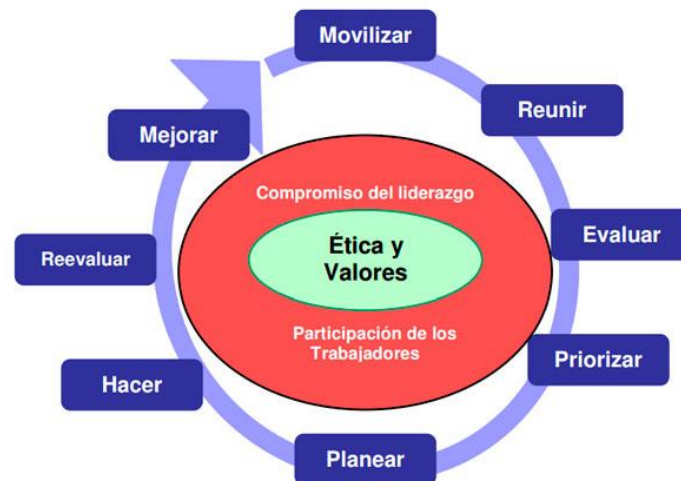 Movilizar
Reunir
Mejorar
Compromiso del liderazgo
Ética y
Valores
Evaluar
Reevaluar
Participación de los
Trabajadores
Priorizar
Hacer
Planear